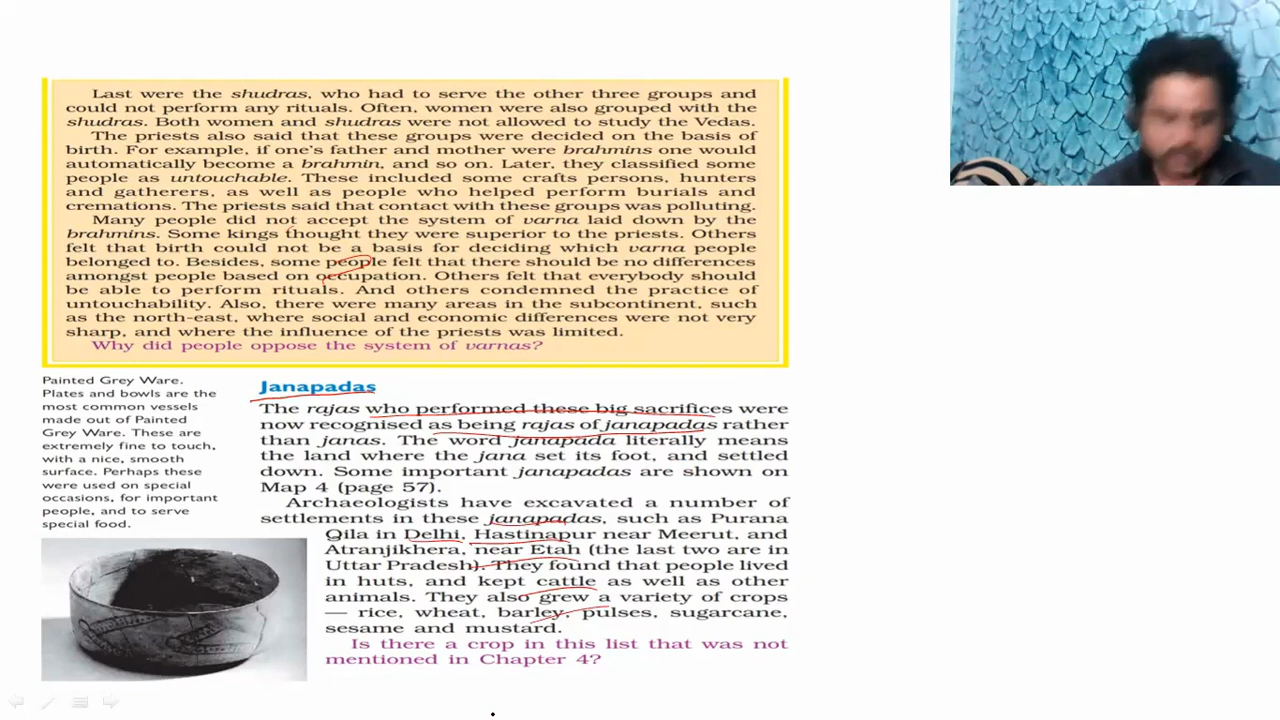 Last were the shudras, who had to serve the other three groups and
could not perform any rituals. Often, women were also grouped with the
shudras. Both women and shudras were not allowed to study the Vedas.
The priests also said that these groups were decided on the basis of
birth. For example, if one's father and mother were brahmins one would
automatically become a brahmin, and so on. Later, they classified some
people as untouchable. These included some crafts persons, hunters
and gatherers, as well as people who helped perform burials and
cremations. The priests said that contact with these groups was polluting.
Many people did not accept the system of varna laid down by the
brahmins. Some kings thought they were superior to the priests. Others
felt that birth could not be a basis for deciding which varna people
belonged to. Besides, some people felt that there should be no differences
amongst people based on occupation. Others felt that everybody should
be able to perform rituals. And others condemned the practice of
untouchability. Also, there were many areas in the subcontinent, such
as the north-east, where social and economic differences were not very
sharp, and where the influence of the priests was limited.
Why did people oppose the system of varnas?
Painted Grey Ware.
Plates and bowls are the
most common vessels
made out of Painted
Grey Ware. These are
extremely fine to touch,
with a nice, smooth
surface. Perhaps these
were used on special
occasions, for important
people, and to serve
special food.
Janapadas
The rajas who performed these big sacrifices were
now recognised as being rajas of janapadas rather
than janas. The word janapada literally means
the land where the jana set its foot, and settled
down. Some important janapadas are shown on
Map 4 (page 57).
Archaeologists have excavated a number of
settlements in these janapadas, such as Purana
Qila in Delhi, Hastinapur near Meerut, and
Atranjikhera, near Etah (the last two are in
Uttar Pradesh). They found that people lived
in huts, and kept cattle as well as other
animals. They also grew a variety of crops
— rice, wheat, barley, pulses, sugarcane,
sesame and mustard.
Is there a crop in this list that was not
mentioned in Chapter 4?